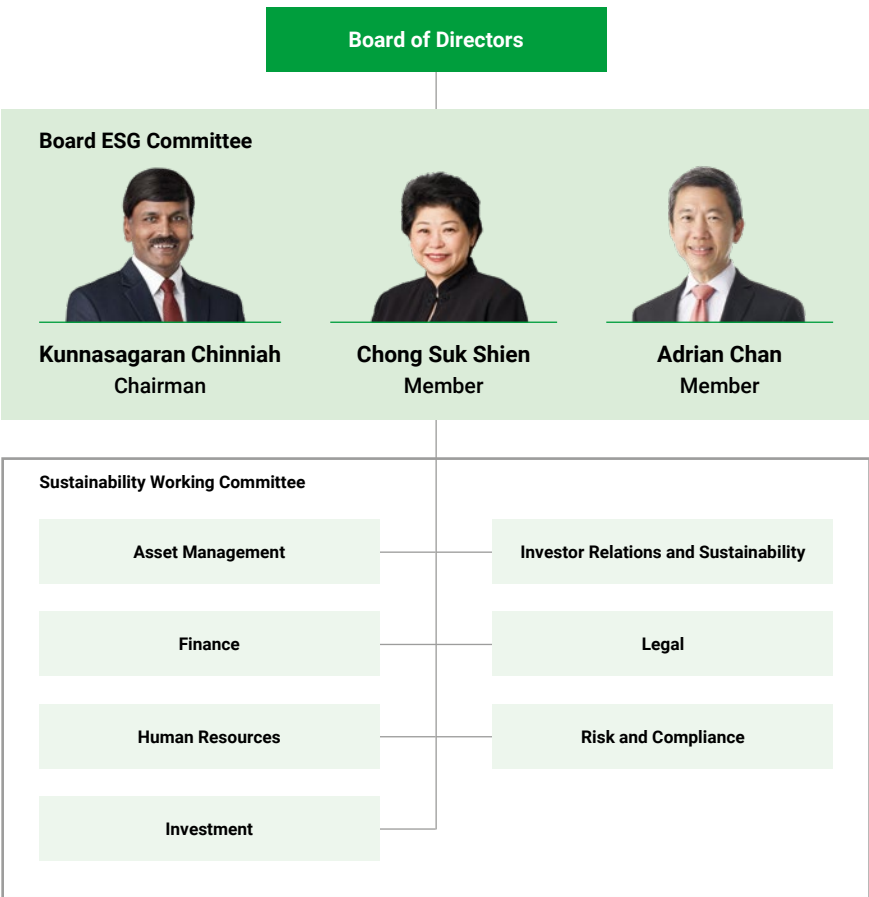 Board of Directors
Board ESG Committee
Kunnasagaran Chinniah
Chairman
Chong Suk Shien
Member
Adrian Chan
Member
Sustainability Working Committee
Asset Management
Investor Relations and Sustainability
Finance
Legal
Human Resources
Risk and Compliance
Investment